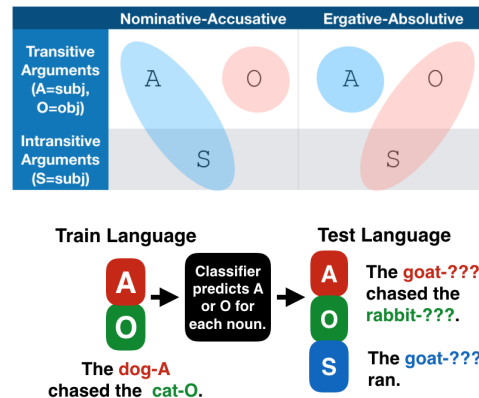 Nominative-Accusative Ergative-Absolutive
Transitive
Arguments
(A=subj,
O=obj)
A O A O
Intransitive
Arguments
(S=subj)
S S
Train Language Test Language
A
O
Classifier
predicts A
or O for
each noun.
A
O
S
The goat-???
chased the
rabbit-???.
The goat-???
ran.
The dog-A
chased the cat-O.